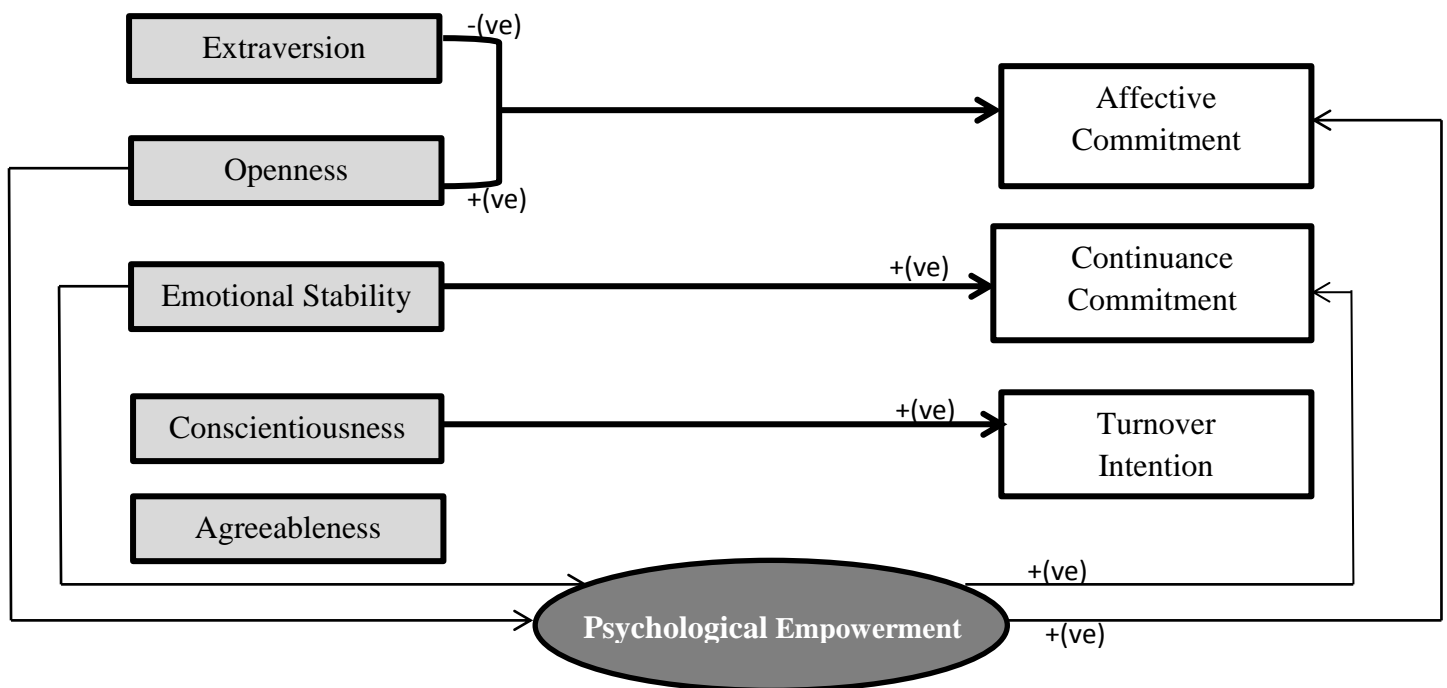 Extraversion
-(ve)
Affective
Commitment
Openness
+(ve)
Emotional Stability
+(ve)
Continuance
Commitment
Conscientiousness
+(ve)
Turnover
Intention
Agreeableness
+(ve)
Psychological Empowerment
+(ve)